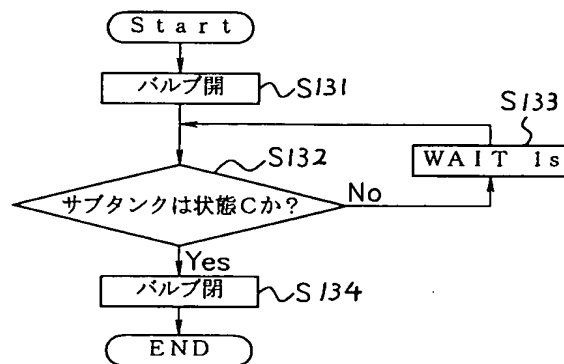 Start
バルブ開
S131
S133
WAIT 1s
S132
サブタンクは状態Cか?
No
Yes
バルブ閉
S134
END